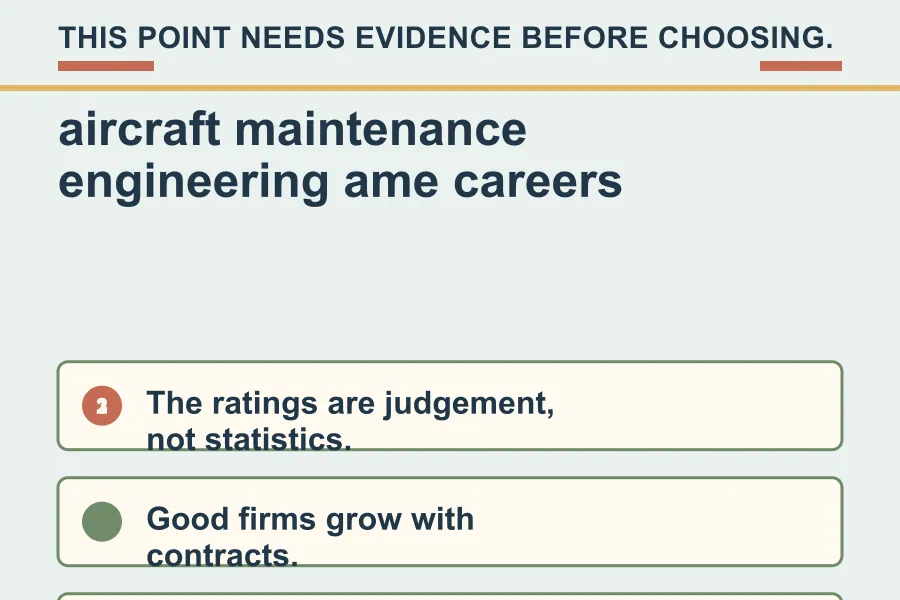 THIS POINT NEEDS EVIDENCE BEFORE CHOOSING.
aircraft maintenance
engineering ame careers
The ratings are judgement,
not statistics.
Good firms grow with
contracts.